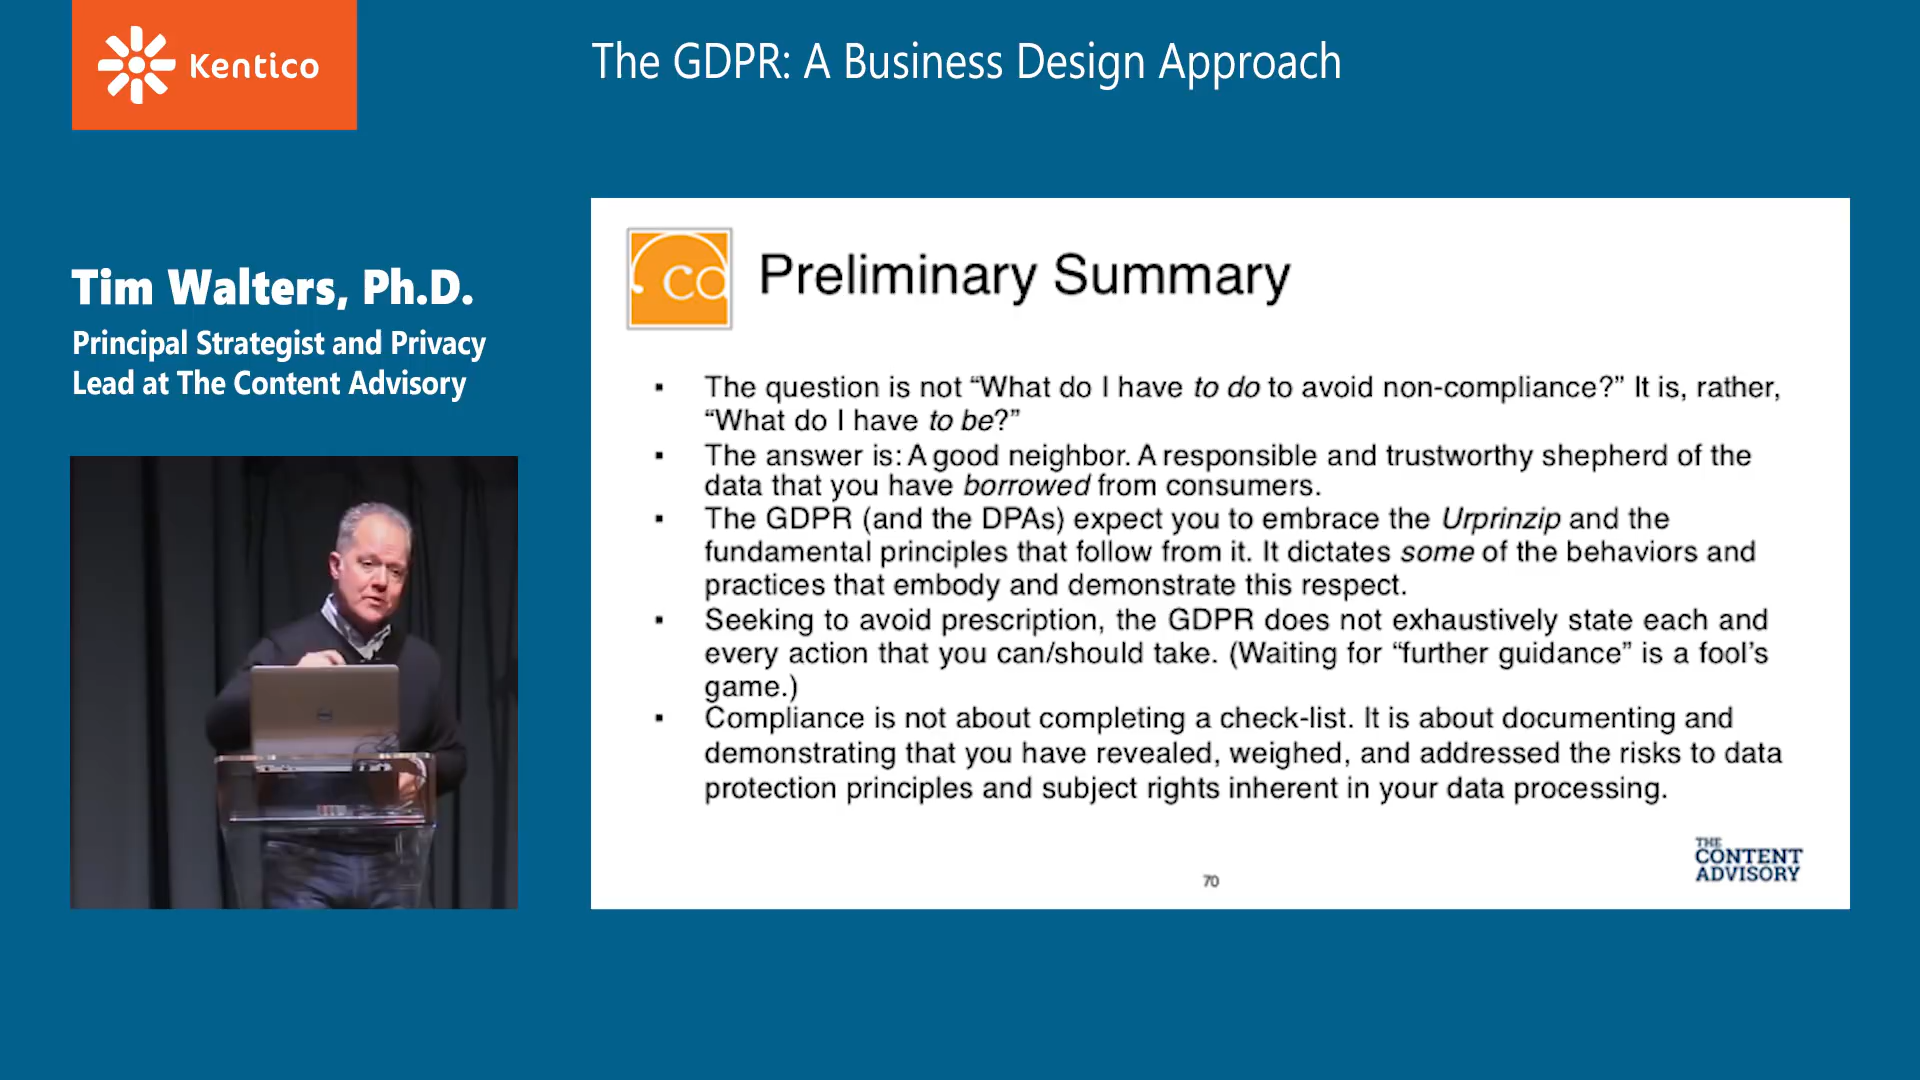 Kentico
The GDPR: A Business Design Approach
Tim Walters, Ph.D.
Principal Strategist and Privacy
Lead at The Content Advisory
Preliminary Summary
▪ The question is not “What do I have to do to avoid non-compliance?” It is, rather,
“What do I have to be?”
▪ The answer is: A good neighbor. A responsible and trustworthy shepherd of the
data that you have borrowed from consumers.
▪ The GDPR (and the DPAs) expect you to embrace the Urprinzip and the
fundamental principles that follow from it. It dictates some of the behaviors and
practices that embody and demonstrate this respect.
▪ Seeking to avoid prescription, the GDPR does not exhaustively state each and
every action that you can/should take. (Waiting for “further guidance” is a fool’s
game.)
▪ Compliance is not about completing a check-list. It is about documenting and
demonstrating that you have revealed, weighed, and addressed the risks to data
protection principles and subject rights inherent in your data processing.
70
THE
CONTENT
ADVISORY